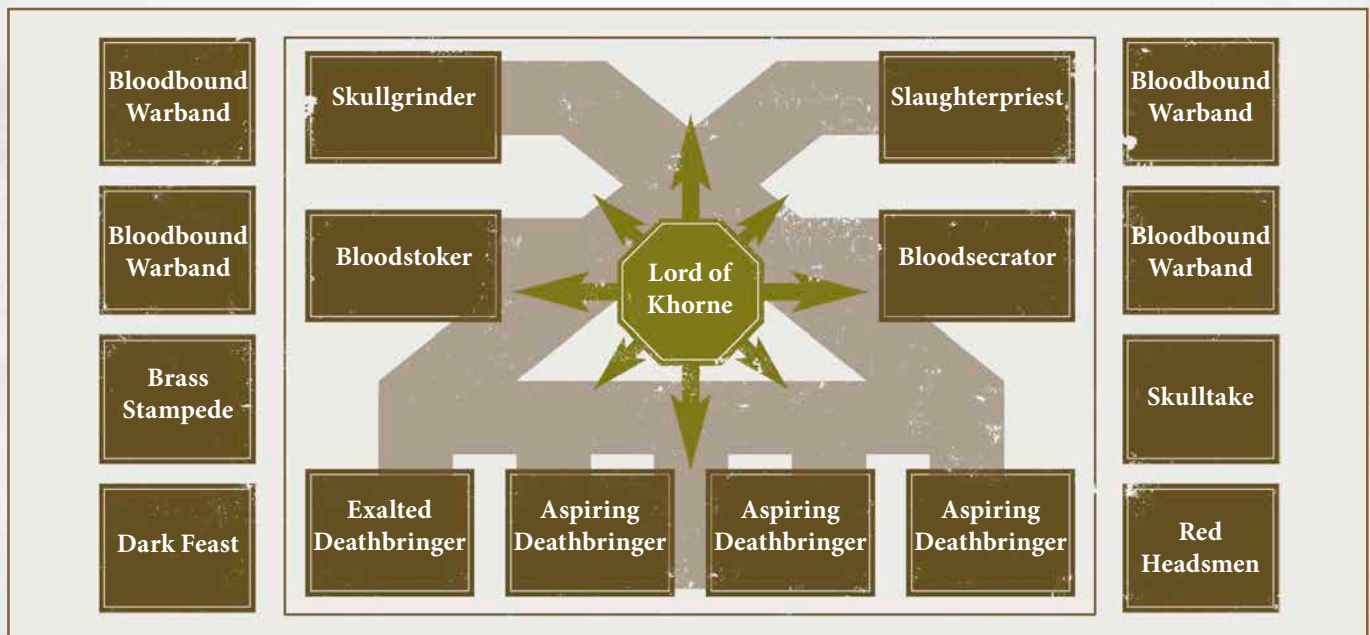 Bloodbound
Warband
Skullgrinder
Slaughterpriest
Bloodbound
Warband
Bloodbound
Warband
Bloodstoker
Lord of
Khorne
Bloodsecrator
Bloodbound
Warband
Brass
Stampede
Skulltake
Dark Feast
Exalted
Deathbringer
Aspiring
Deathbringer
Aspiring
Deathbringer
Aspiring
Deathbringer
Red
Headsmen